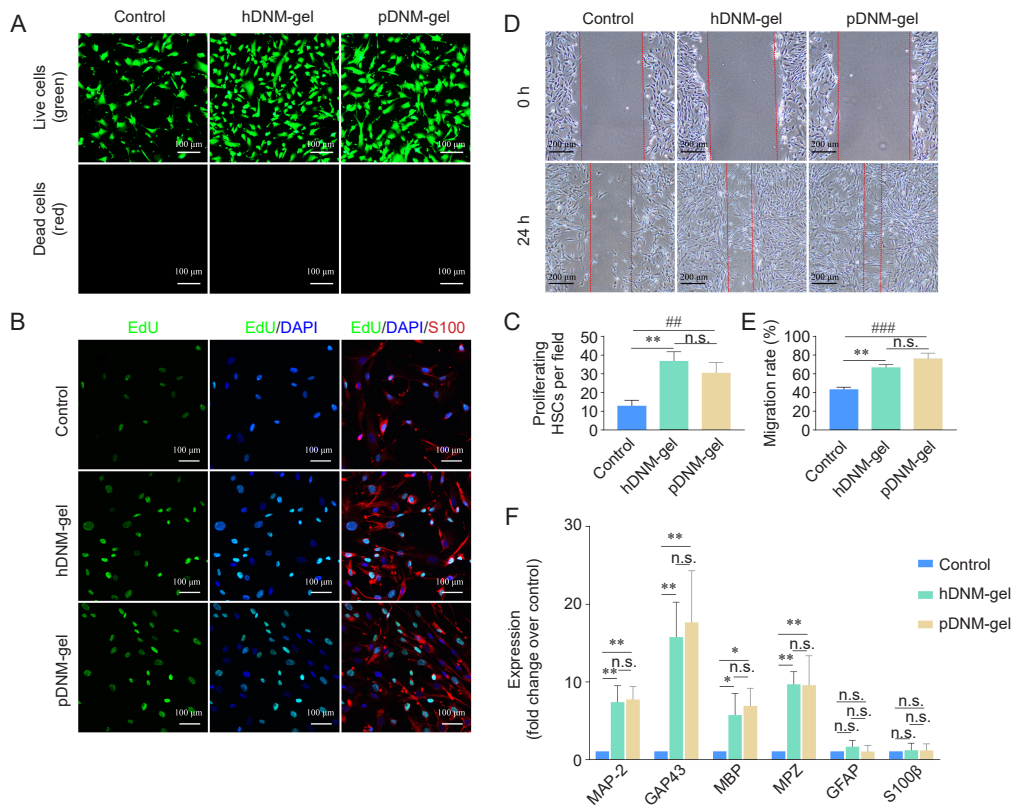 A
Control
hDNM-gel
pDNM-gel
Live cells
(green)
100 μm
100 μm
100 μm
Dead cells
(red)
100 μm
100 μm
100 μm
B
EdU
EdU/DAPI
EdU/DAPI/S100
Control
100 μm
100 μm
100 μm
hDNM-gel
100 μm
100 μm
100 μm
pDNM-gel
100 μm
100 μm
100 μm
D
Control
hDNM-gel
pDNM-gel
0 h
200 μm
200 μm
200 μm
24 h
200 μm
200 μm
200 μm
C
Proliferating
HSCs per field
50
40
30
20
10
0
##
**
n.s.
Control
hDNM-gel
pDNM-gel
E
Migration rate (%)
100
80
60
40
20
0
###
**
n.s.
Control
hDNM-gel
pDNM-gel
F
Expression
(fold change over control)
30
20
10
0
**
n.s.
**
**
n.s.
**
*
n.s.
*
**
n.s.
**
n.s.
n.s.
n.s.
n.s.
n.s.
n.s.
MAP-2
GAP43
MBP
MPZ
GFAP
S100β
Control
hDNM-gel
pDNM-gel